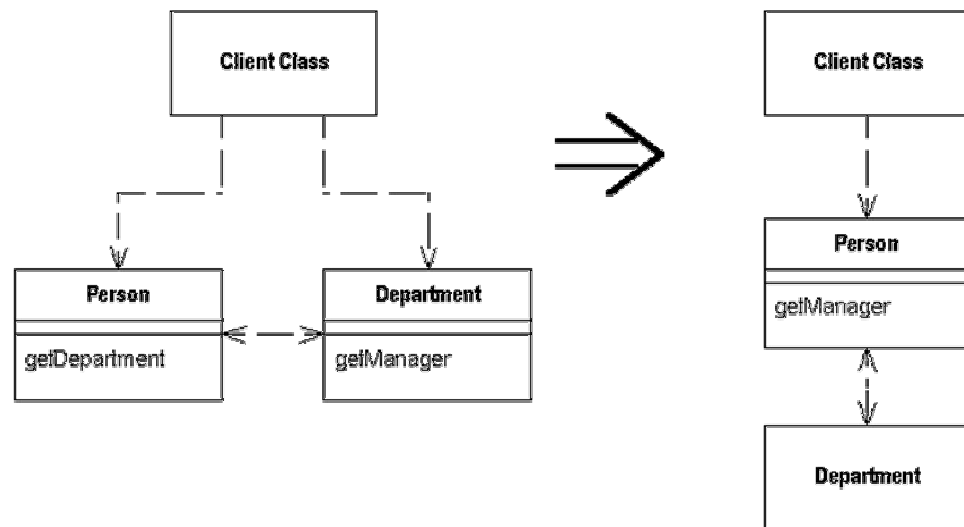 Client Class
Client Class
Person
getManager
Person
Department
getDepartment
getManager
Department